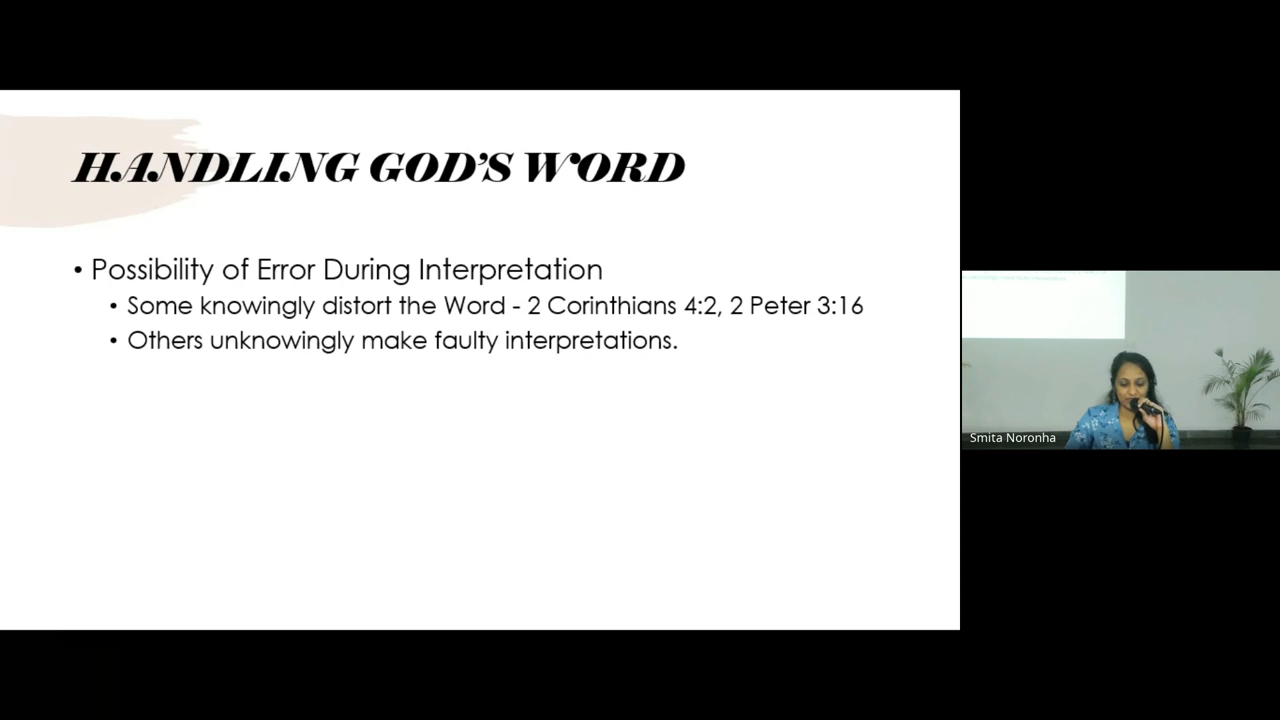 HANDLING GOD'S WORD
• Possibility of Error During Interpretation
• Some knowingly distort the Word - 2 Corinthians 4:2, 2 Peter 3:16
• Others unknowingly make faulty interpretations.
Smita Noronha